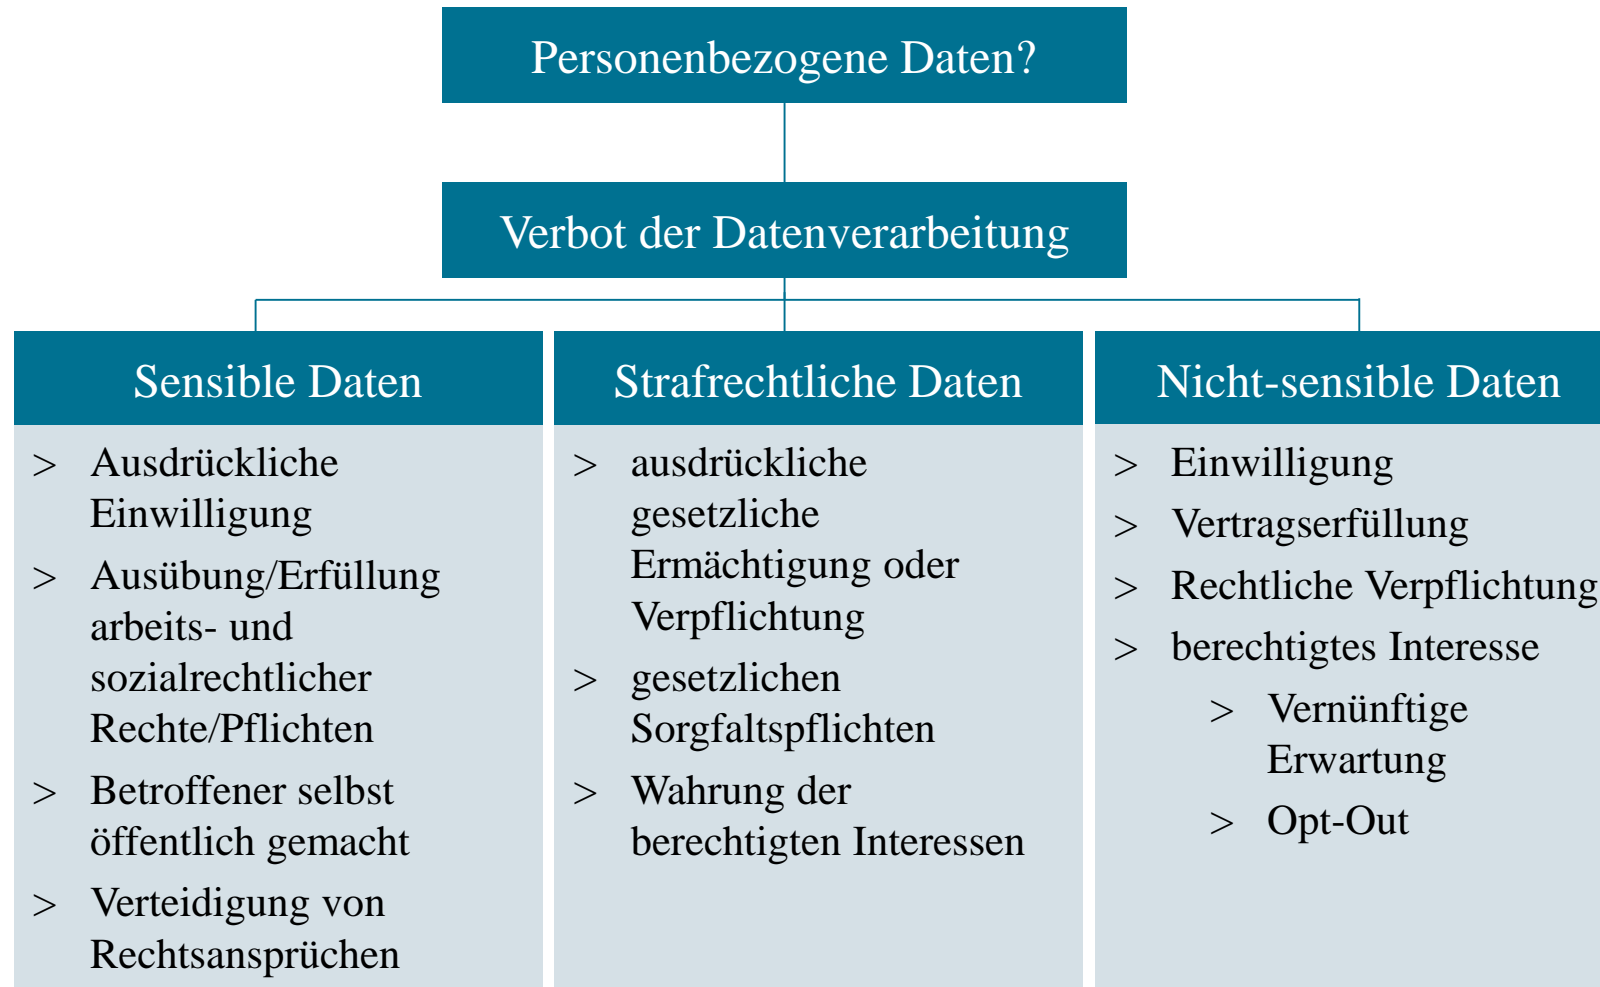 Personenbezogene Daten?
Verbot der Datenverarbeitung
Sensible Daten
> Ausdrückliche
Einwilligung
> Ausübung/Erfüllung
arbeits- und
sozialrechtlicher
Rechte/Pflichten
> Betroffener selbst
öffentlich gemacht
> Verteidigung von
Rechtsansprüchen
Strafrechtliche Daten
> ausdrückliche
gesetzliche
Ermächtigung oder
Verpflichtung
> gesetzlichen
Sorgfaltspflichten
> Wahrung der
berechtigten Interessen
Nicht-sensible Daten
> Einwilligung
> Vertragserfüllung
> Rechtliche Verpflichtung
> berechtigtes Interesse
> Vernünftige
Erwartung
> Opt-Out